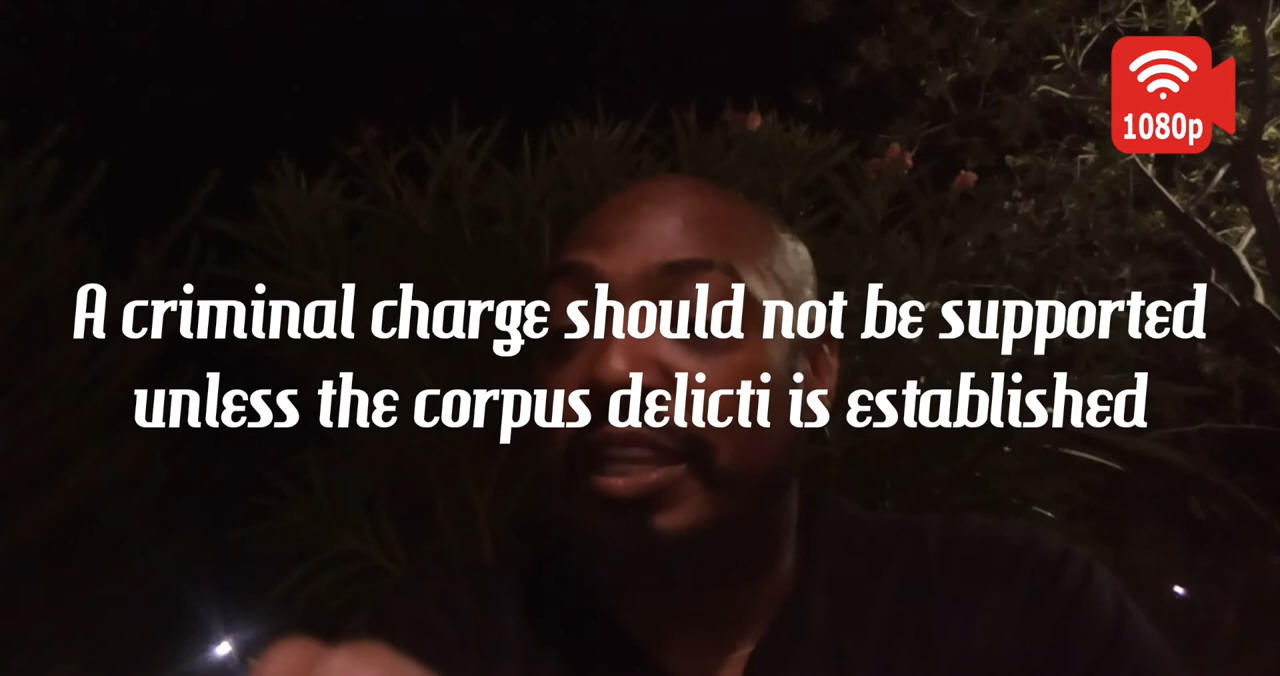 1080p
A criminal charge should not be supported
unless the corpus delicti is established